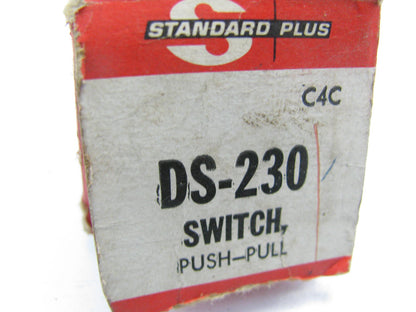 S
STANDARD PLUS
C4C
DS-230
SWITCH,
PUSH-PULL